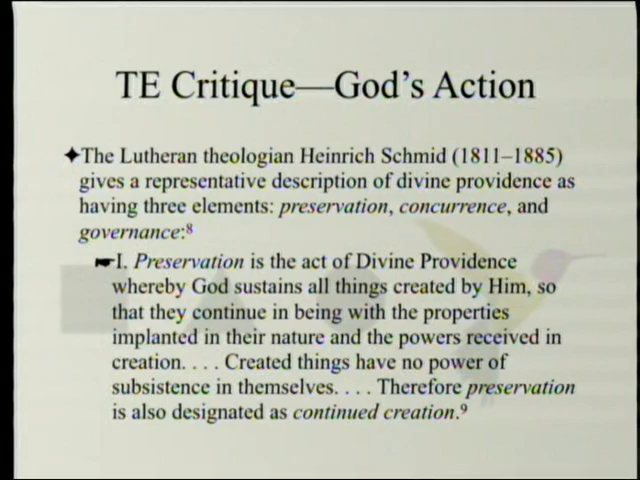 TE Critique—God's Action
✦The Lutheran theologian Heinrich Schmid (1811–1885)
gives a representative description of divine providence as
having three elements: preservation, concurrence, and
governance:⁸
☛I. Preservation is the act of Divine Providence
whereby God sustains all things created by Him, so
that they continue in being with the properties
implanted in their nature and the powers received in
creation. . . . Created things have no power of
subsistence in themselves. . . . Therefore preservation
is also designated as continued creation.⁹